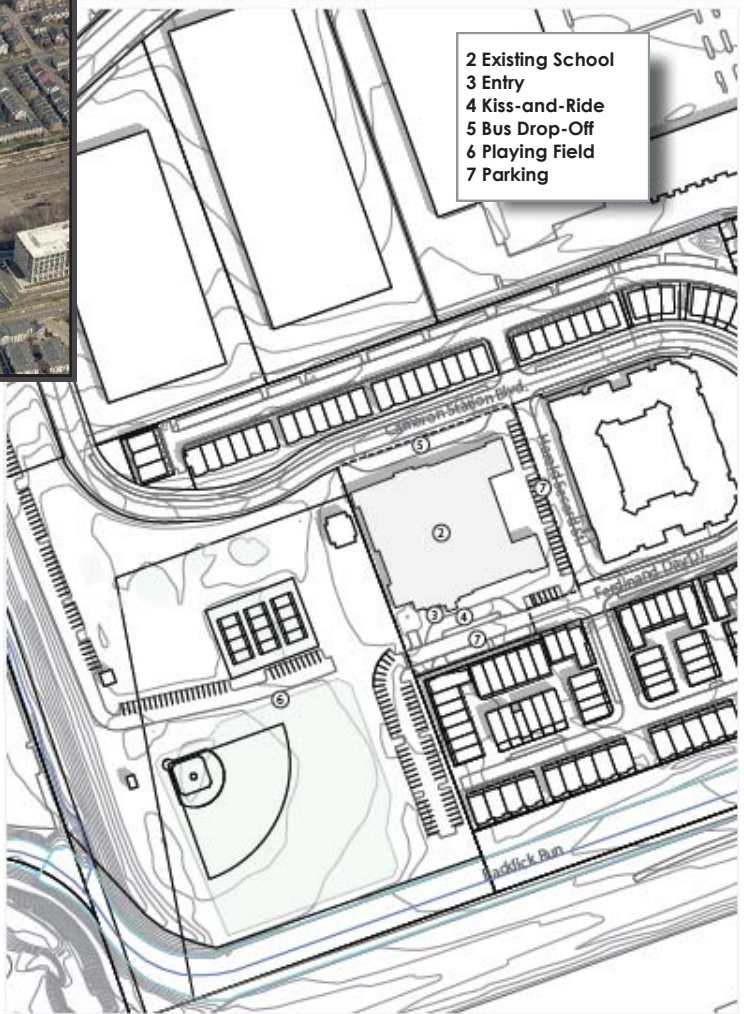 2 Existing School
3 Entry
4 Kiss-and-Ride
5 Bus Drop-Off
6 Playing Field
7 Parking
Cameron Station Blvd.
5
7
2
Ferdinand Day Dr.
3
4
7
6
Run